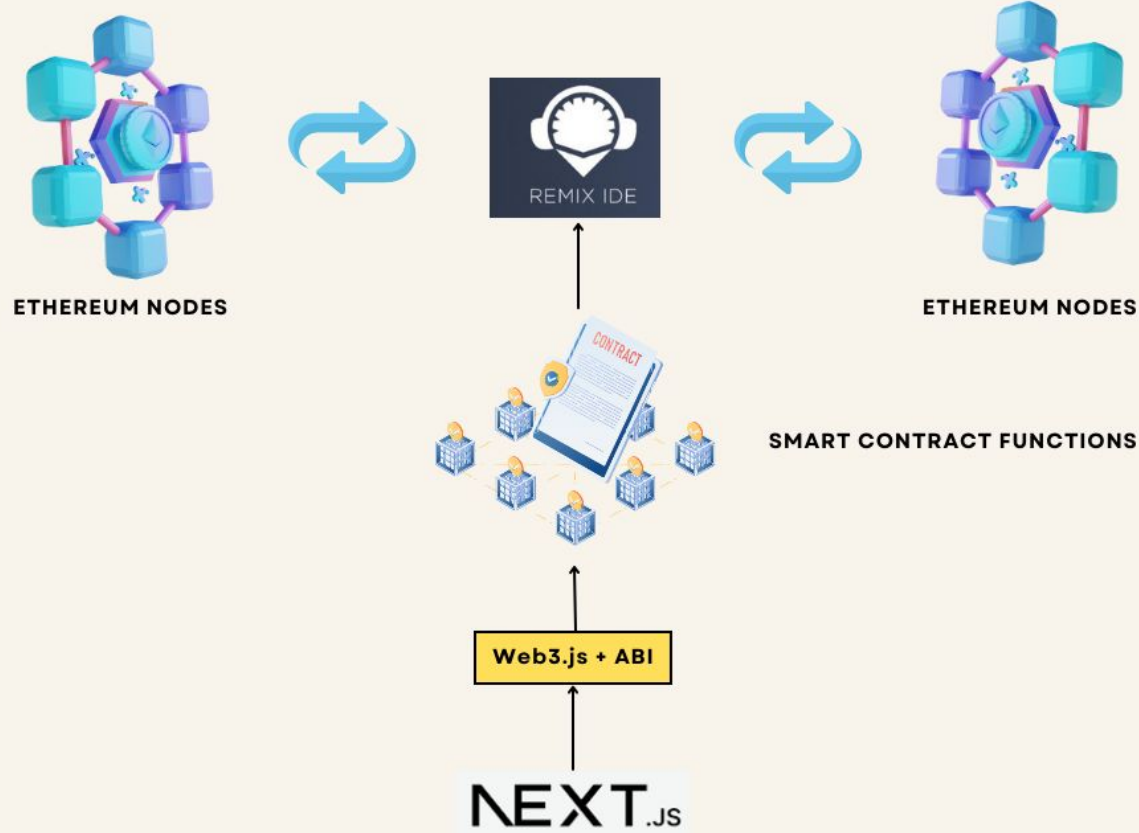 REMIX IDE
ETHEREUM NODES
ETHEREUM NODES
CONTRACT
SMART CONTRACT FUNCTIONS
Web3.js + ABI
NEXT.JS